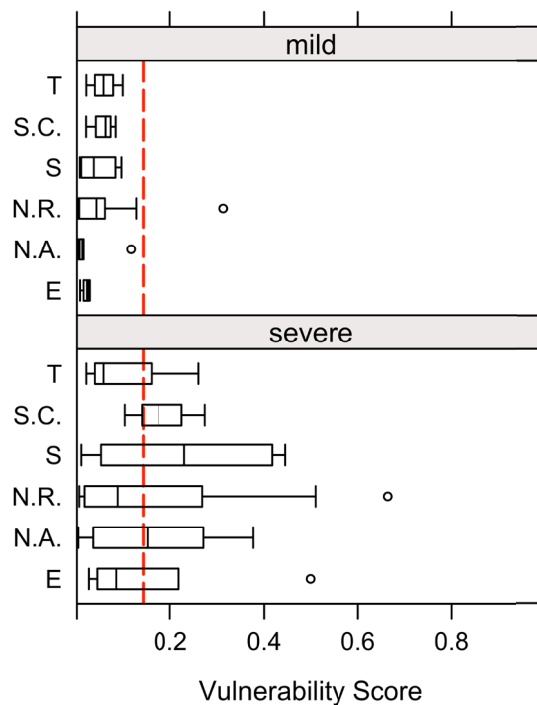 mild
T
S.C.
S
N.R.
N.A.
E
severe
T
S.C.
S
N.R.
N.A.
E
0.2 0.4 0.6 0.8
Vulnerability Score